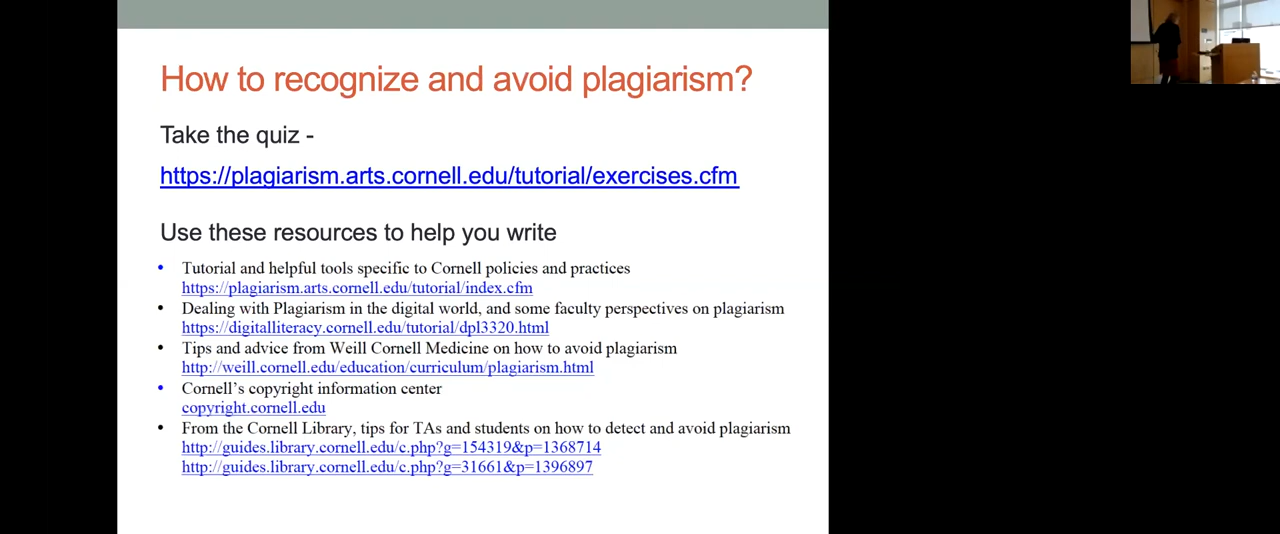 How to recognize and avoid plagiarism?
Take the quiz -
https://plagiarism.arts.cornell.edu/tutorial/exercises.cfm
Use these resources to help you write
• Tutorial and helpful tools specific to Cornell policies and practices
https://plagiarism.arts.cornell.edu/tutorial/index.cfm
• Dealing with Plagiarism in the digital world, and some faculty perspectives on plagiarism
https://digitalliteracy.cornell.edu/tutorial/dpl3320.html
• Tips and advice from Weill Cornell Medicine on how to avoid plagiarism
http://weill.cornell.edu/education/curriculum/plagiarism.html
• Cornell's copyright information center
copyright.cornell.edu
• From the Cornell Library, tips for TAs and students on how to detect and avoid plagiarism
http://guides.library.cornell.edu/c.php?g=154319&p=1368714
http://guides.library.cornell.edu/c.php?g=31661&p=1396897